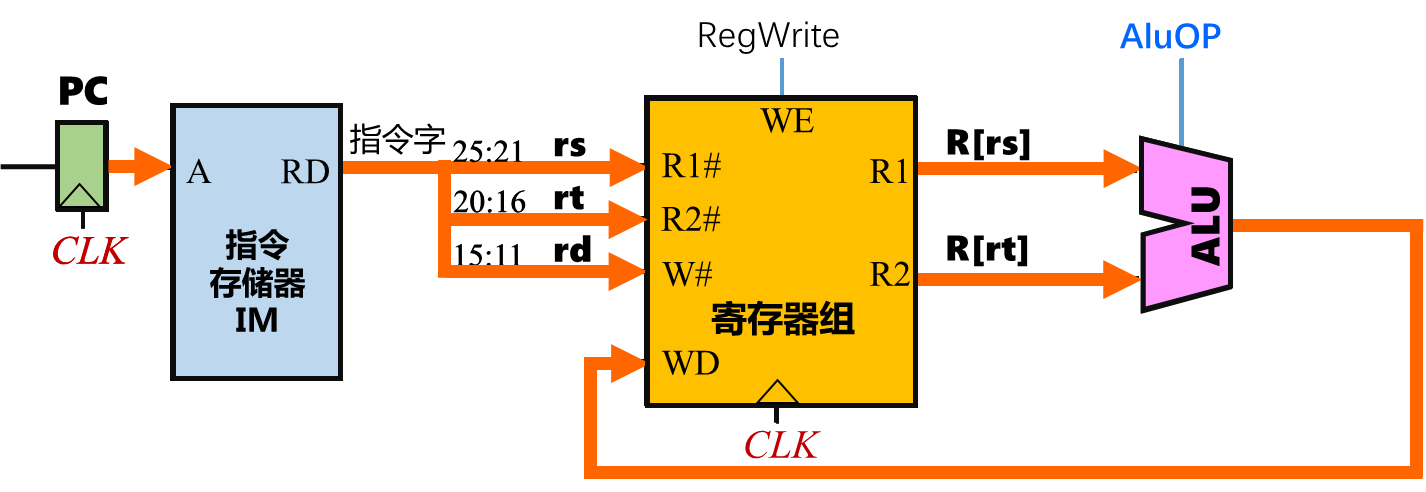 RegWrite
AluOP
PC
CLK
A
RD
指令
存储器
IM
指令字
25:21 rs
20:16 rt
15:11 rd
WE
R1#
R2#
W#
WD
R1
R2
寄存器组
CLK
R[rs]
R[rt]
ALU